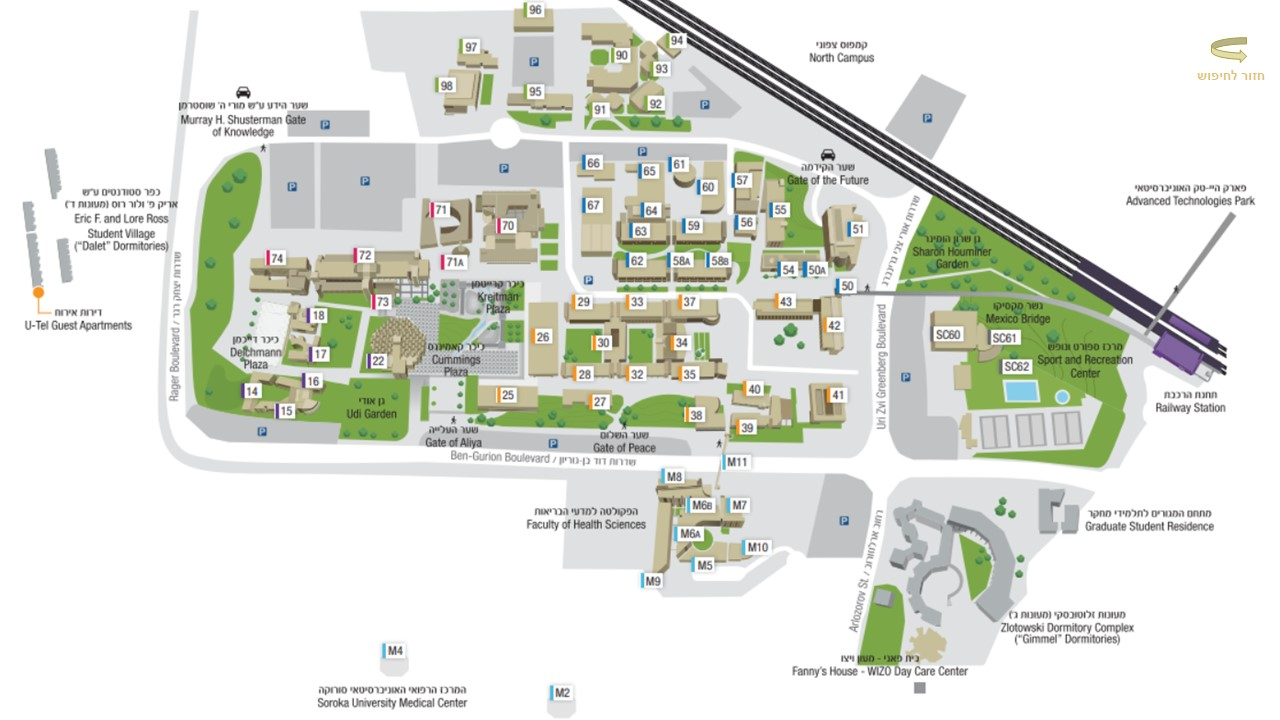 96
94
קמפוס צפוני
North Campus
חזור לחיפוש
97
90
93
98
95
92
91
P
P
P
שער הידע ע"ש מורי ה' שוסטרמן
Murray H. Shusterman Gate
of Knowledge
P
P
P
P
P
P
שער הקידמה
Gate of the Future
כפר סטודנטים ע"ש
אריק פ' ולור רוס (מעונות ד')
Eric F. and Lore Ross
Student Village
("Dalet" Dormitories)
דירות אירוח
U-Tel Guest Apartments
שדרות יצחק רגר / Rager Boulevard
פארק היי-טק האוניברסיטאי
Advanced Technologies Park
66
65
61
60
57
67
64
63
59
56
55
51
71
70
71A
74
72
73
62
58A
58B
54
50A
50
P
שדרות אורי צבי גרינברג
Uri Zvi Greenberg Boulevard
גן שרון הומינר
Sharon Houminer
Garden
גשר מקסיקו
Mexico Bridge
כיכר קרייטמן
Kreitman
Plaza
29
33
37
43
42
18
17
22
26
30
34
כיכר דייכמן
Deichmann
Plaza
כיכר קאמינגס
Cummings
Plaza
28
32
35
14
16
15
גן אודי
Udi Garden
25
27
38
40
39
41
SC60
SC61
SC62
מרכז ספורט ונופש
Sport and Recreation
Center
P
תחנת הרכבת
Railway Station
P
שער העלייה
Gate of Aliya
P
שער השלום
Gate of Peace
Ben-Gurion Boulevard / שדרות דוד בן-גוריון
M11
M8
M6B
M7
M6A
M10
M5
M9
הפקולטה למדעי הבריאות
Faculty of Health Sciences
P
רחוב ארלוזורוב / Arlozorov St.
מתחם המגורים לתלמידי מחקר
Graduate Student Residence
מעונות זלוטובסקי (מעונות ג')
Zlotowski Dormitory Complex
("Gimmel" Dormitories)
בית פאני - מעון ויצו
Fanny's House - WIZO Day Care Center
M4
המרכז הרפואי האוניברסיטאי סורוקה
Soroka University Medical Center
M2